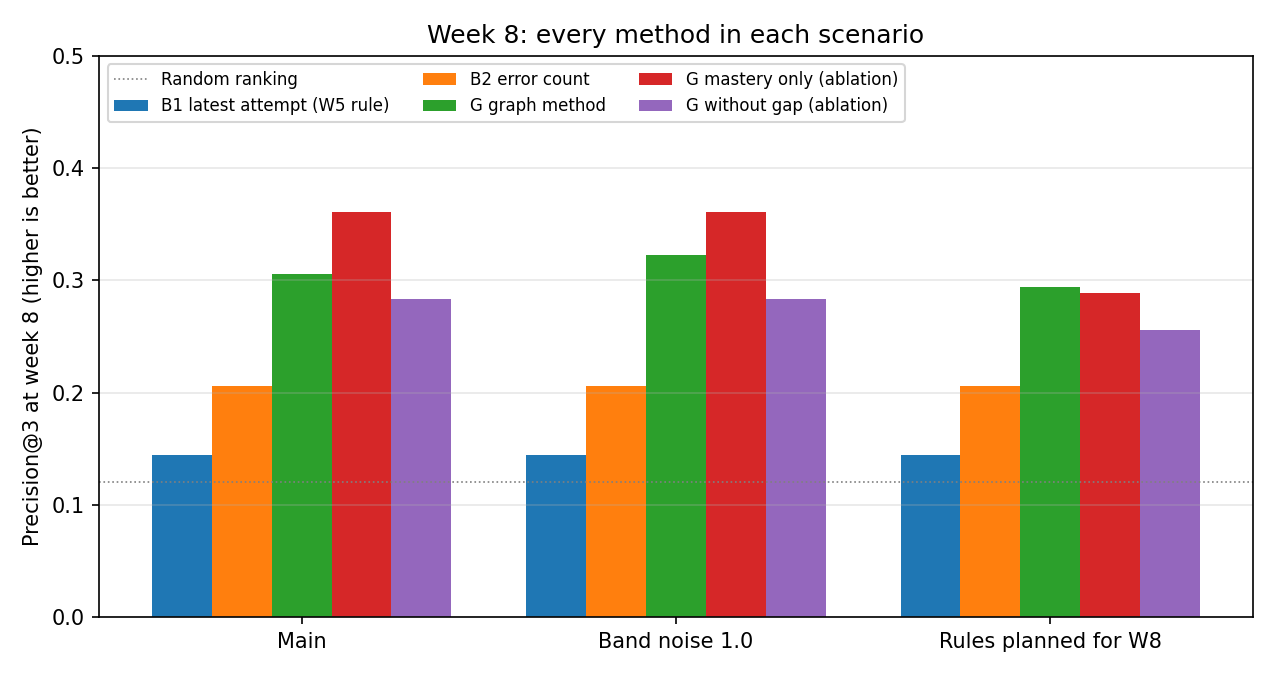 Week 8: every method in each scenario
Random ranking
B1 latest attempt (W5 rule)
B2 error count
G graph method
G mastery only (ablation)
G without gap (ablation)
Precision@3 at week 8 (higher is better)
0.5
0.4
0.3
0.2
0.1
0.0
Main
Band noise 1.0
Rules planned for W8